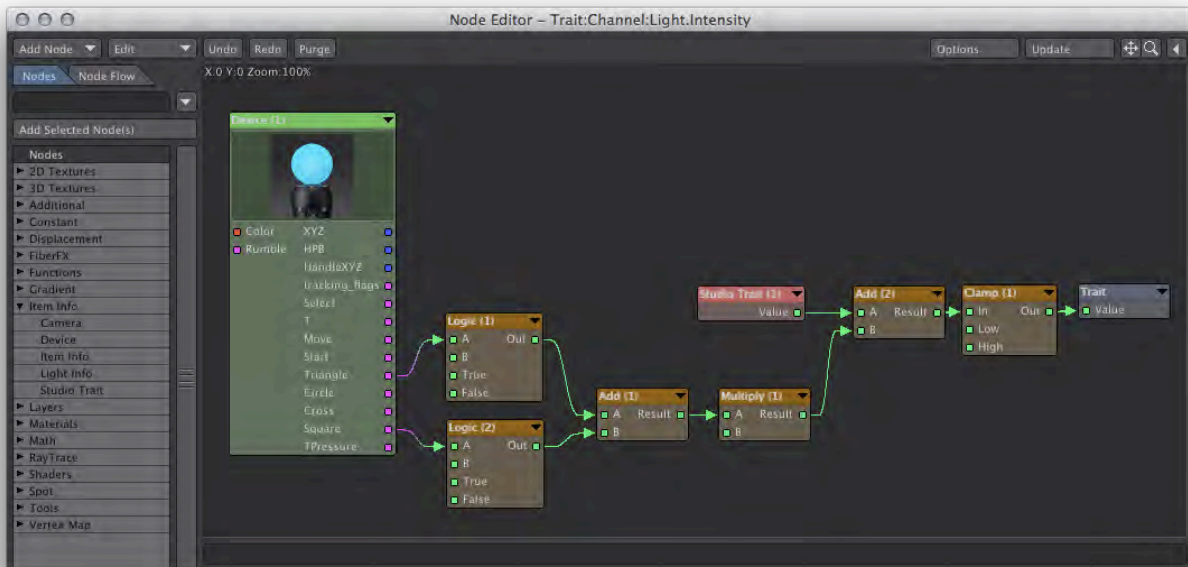 Node Editor – Trait:Channel:Light.Intensity
Add Node Edit Undo Redo Purge Options Update
Nodes Node Flow
X:0 Y:0 Zoom:100%
Add Selected Node(s)
Nodes
2D Textures
3D Textures
Additional
Constant
Displacement
FiberFX
Functions
Gradient
Item Info
Camera
Device
Item Info
Light Info
Studio Trait
Layers
Materials
Math
RayTrace
Shaders
Spot
Tools
Vertex Map
Device (1)
Color XYZ
Rumble HPB
HandleXYZ
tracking_flags
Select
T
Move
Start
Triangle
Circle
Cross
Square
TPressure
Logic (1)
A Out
B
True
False
Logic (2)
A Out
B
True
False
Add (1)
A Result
B
Multiply (1)
A Result
B
Studio Trait (1)
Value
Add (2)
A Result
B
Clamp (1)
In Out
Low
High
Trait
Value